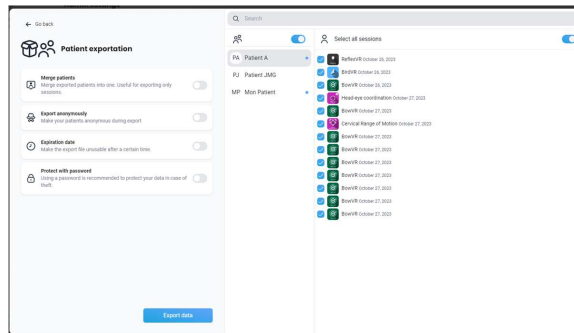 Go back
Search
Patient exportation
Select all sessions
Merge patients
Merge exported patients into one. Useful for exporting only
sessions.
Export anonymously
Make your patients anonymous during export
Expiration date
Make the export file unusable after a certain time.
Protect with password
Using a password is recommended to protect your data in case of
theft.
Export data
PA Patient A
PJ Patient JMG
MP Mon Patient
ReflexVR October 26, 2023
BirdVR October 26, 2023
BowVR October 26, 2023
Head-eye coordination October 27, 2023
Cervical Range of Motion October 27, 2023
BowVR October 27, 2023
BowVR October 27, 2023
BowVR October 27, 2023
BowVR October 27, 2023
BowVR October 27, 2023
BowVR October 27, 2023
BowVR October 27, 2023